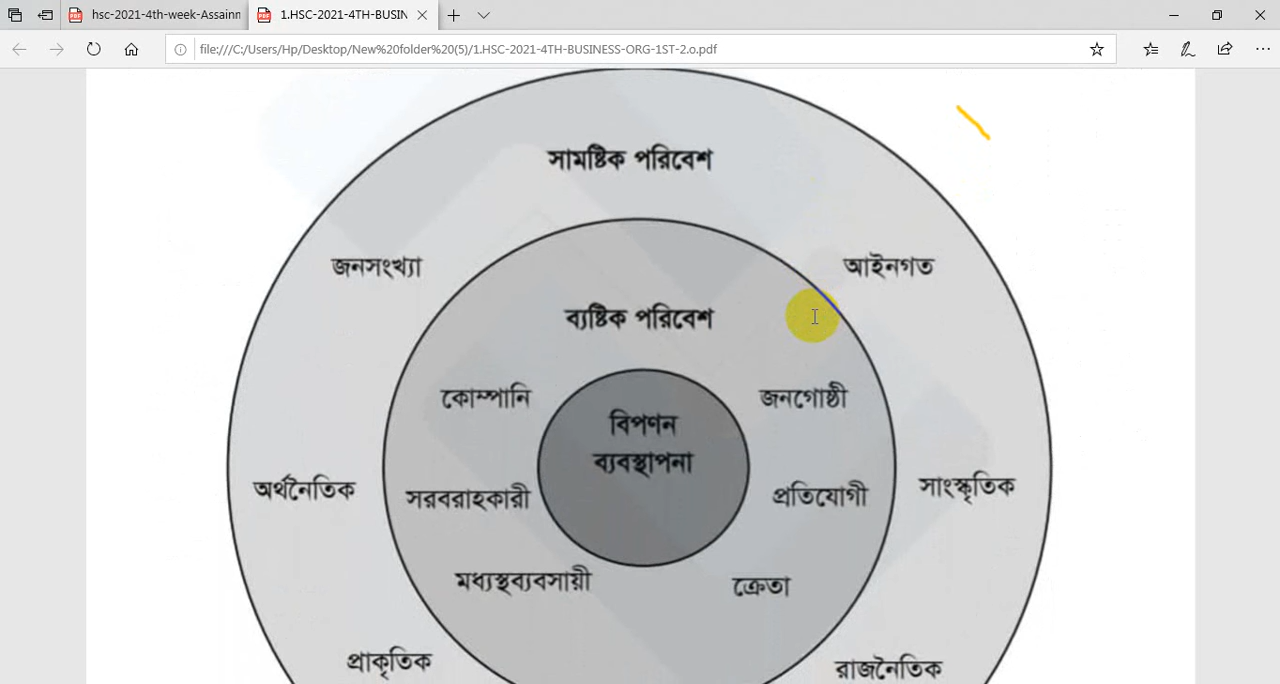 hsc-2021-4th-week-Assainn
1.HSC-2021-4TH-BUSIN
file:///C:/Users/Hp/Desktop/New%20folder%20(5)/1.HSC-2021-4TH-BUSINESS-ORG-1ST-2.o.pdf
সামষ্টিক পরিবেশ
জনসংখ্যা আইনগত
ব্যষ্টিক পরিবেশ
কোম্পানি জনগোষ্ঠী
বিপণন
ব্যবস্থাপনা
অর্থনৈতিক সরবরাহকারী প্রতিযোগী সাংস্কৃতিক
মধ্যস্থব্যবসায়ী ক্রেতা
প্রাকৃতিক রাজনৈতিক